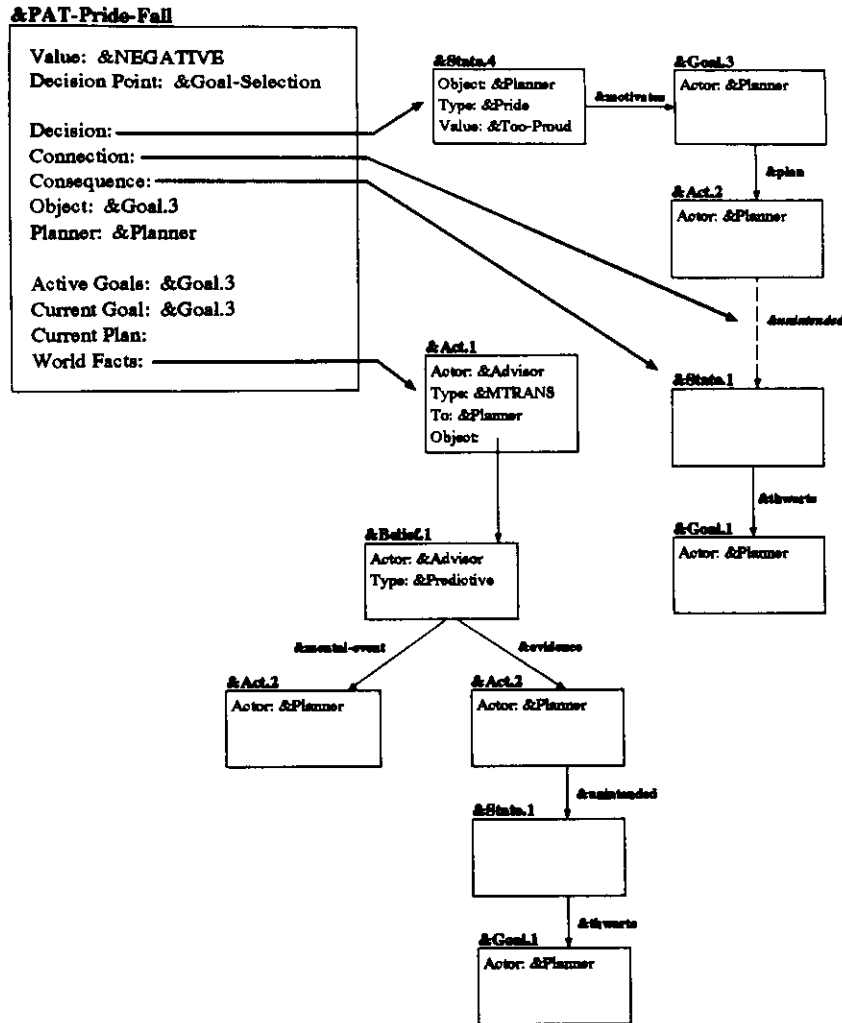 &PAT-Pride-Fall
Value: &NEGATIVE
Decision Point: &Goal-Selection
Decision:
Connection:
Consequence:
Object: &Goal.3
Planner: &Planner
Active Goals: &Goal.3
Current Goal: &Goal.3
Current Plan:
World Facts:
&State.4
Object: &Planner
Type: &Pride
Value: &Too-Proud
&motivates
&Goal.3
Actor: &Planner
&plan
&Act.2
Actor: &Planner
&unintended
&State.1
&thwarts
&Goal.1
Actor: &Planner
&Act.1
Actor: &Advisor
Type: &MTRANS
To: &Planner
Object:
&Belief.1
Actor: &Advisor
Type: &Predictive
&mental-event
&evidence
&Act.2
Actor: &Planner
&Act.2
Actor: &Planner
&unintended
&State.1
&thwarts
&Goal.1
Actor: &Planner